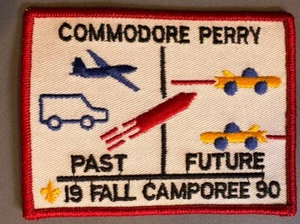 COMMODORE PERRY
PAST FUTURE
19 FALL CAMPOREE 90